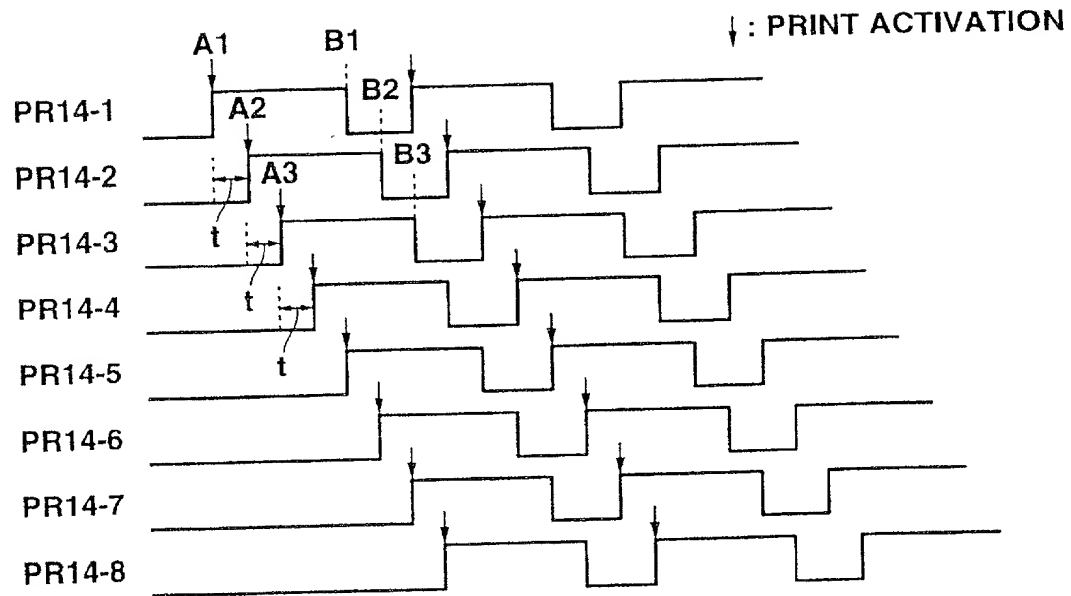 ↓ : PRINT ACTIVATION
A1 B1
PR14-1 A2 B2
PR14-2 A3 B3
t
PR14-3
t
PR14-4
t
PR14-5
PR14-6
PR14-7
PR14-8